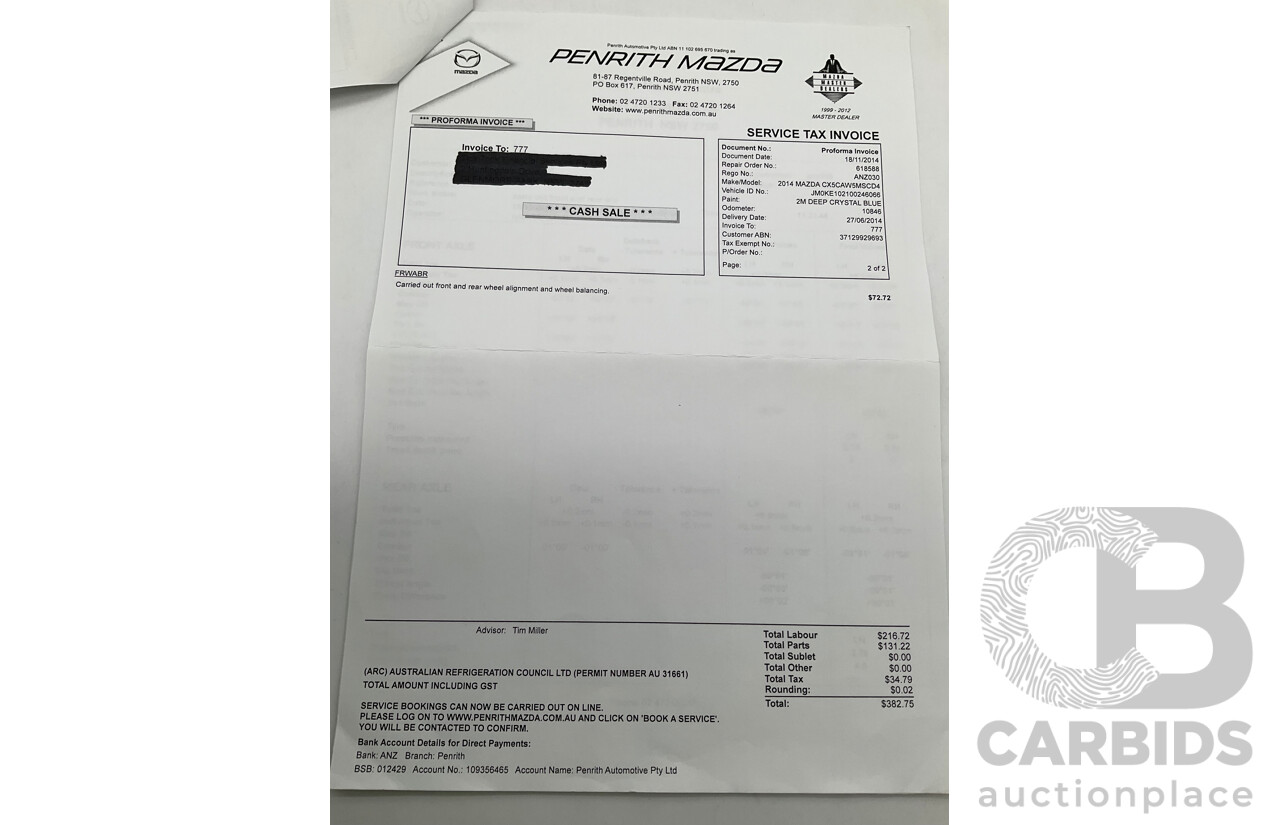 mazda
Penrith Automotive Pty Ltd ABN 11 102 695 670 trading as
PENRITH mazda
81-87 Regentville Road, Penrith NSW, 2750
PO Box 617, Penrith NSW 2751
Phone: 02 4720 1233 Fax: 02 4720 1264
Website: www.penrithmazda.com.au
MAZDA
MASTER
DEALERS
1999 - 2012
MASTER DEALER
*** PROFORMA INVOICE ***
SERVICE TAX INVOICE
Invoice To: 777
*** CASH SALE ***
Document No.: Proforma Invoice
Document Date: 18/11/2014
Repair Order No.: 618588
Rego No.: ANZ030
Make/Model: 2014 MAZDA CX5CAW5MSCD4
Vehicle ID No.: JM0KE102100246066
Paint: 2M DEEP CRYSTAL BLUE
Odometer: 10846
Delivery Date: 27/06/2014
Invoice To: 777
Customer ABN: 37129929693
Tax Exempt No.:
P/Order No.:
Page: 2 of 2
FRWABR
Carried out front and rear wheel alignment and wheel balancing. $72.72
Advisor: Tim Miller
Total Labour $216.72
Total Parts $131.22
Total Sublet $0.00
Total Other $0.00
Total Tax $34.79
Rounding: $0.02
Total: $382.75
(ARC) AUSTRALIAN REFRIGERATION COUNCIL LTD (PERMIT NUMBER AU 31661)
TOTAL AMOUNT INCLUDING GST
SERVICE BOOKINGS CAN NOW BE CARRIED OUT ON LINE.
PLEASE LOG ON TO WWW.PENRITHMAZDA.COM.AU AND CLICK ON 'BOOK A SERVICE'.
YOU WILL BE CONTACTED TO CONFIRM.
Bank Account Details for Direct Payments:
Bank: ANZ Branch: Penrith
BSB: 012429 Account No.: 109356465 Account Name: Penrith Automotive Pty Ltd
CB
CARBIDS
auctionplace